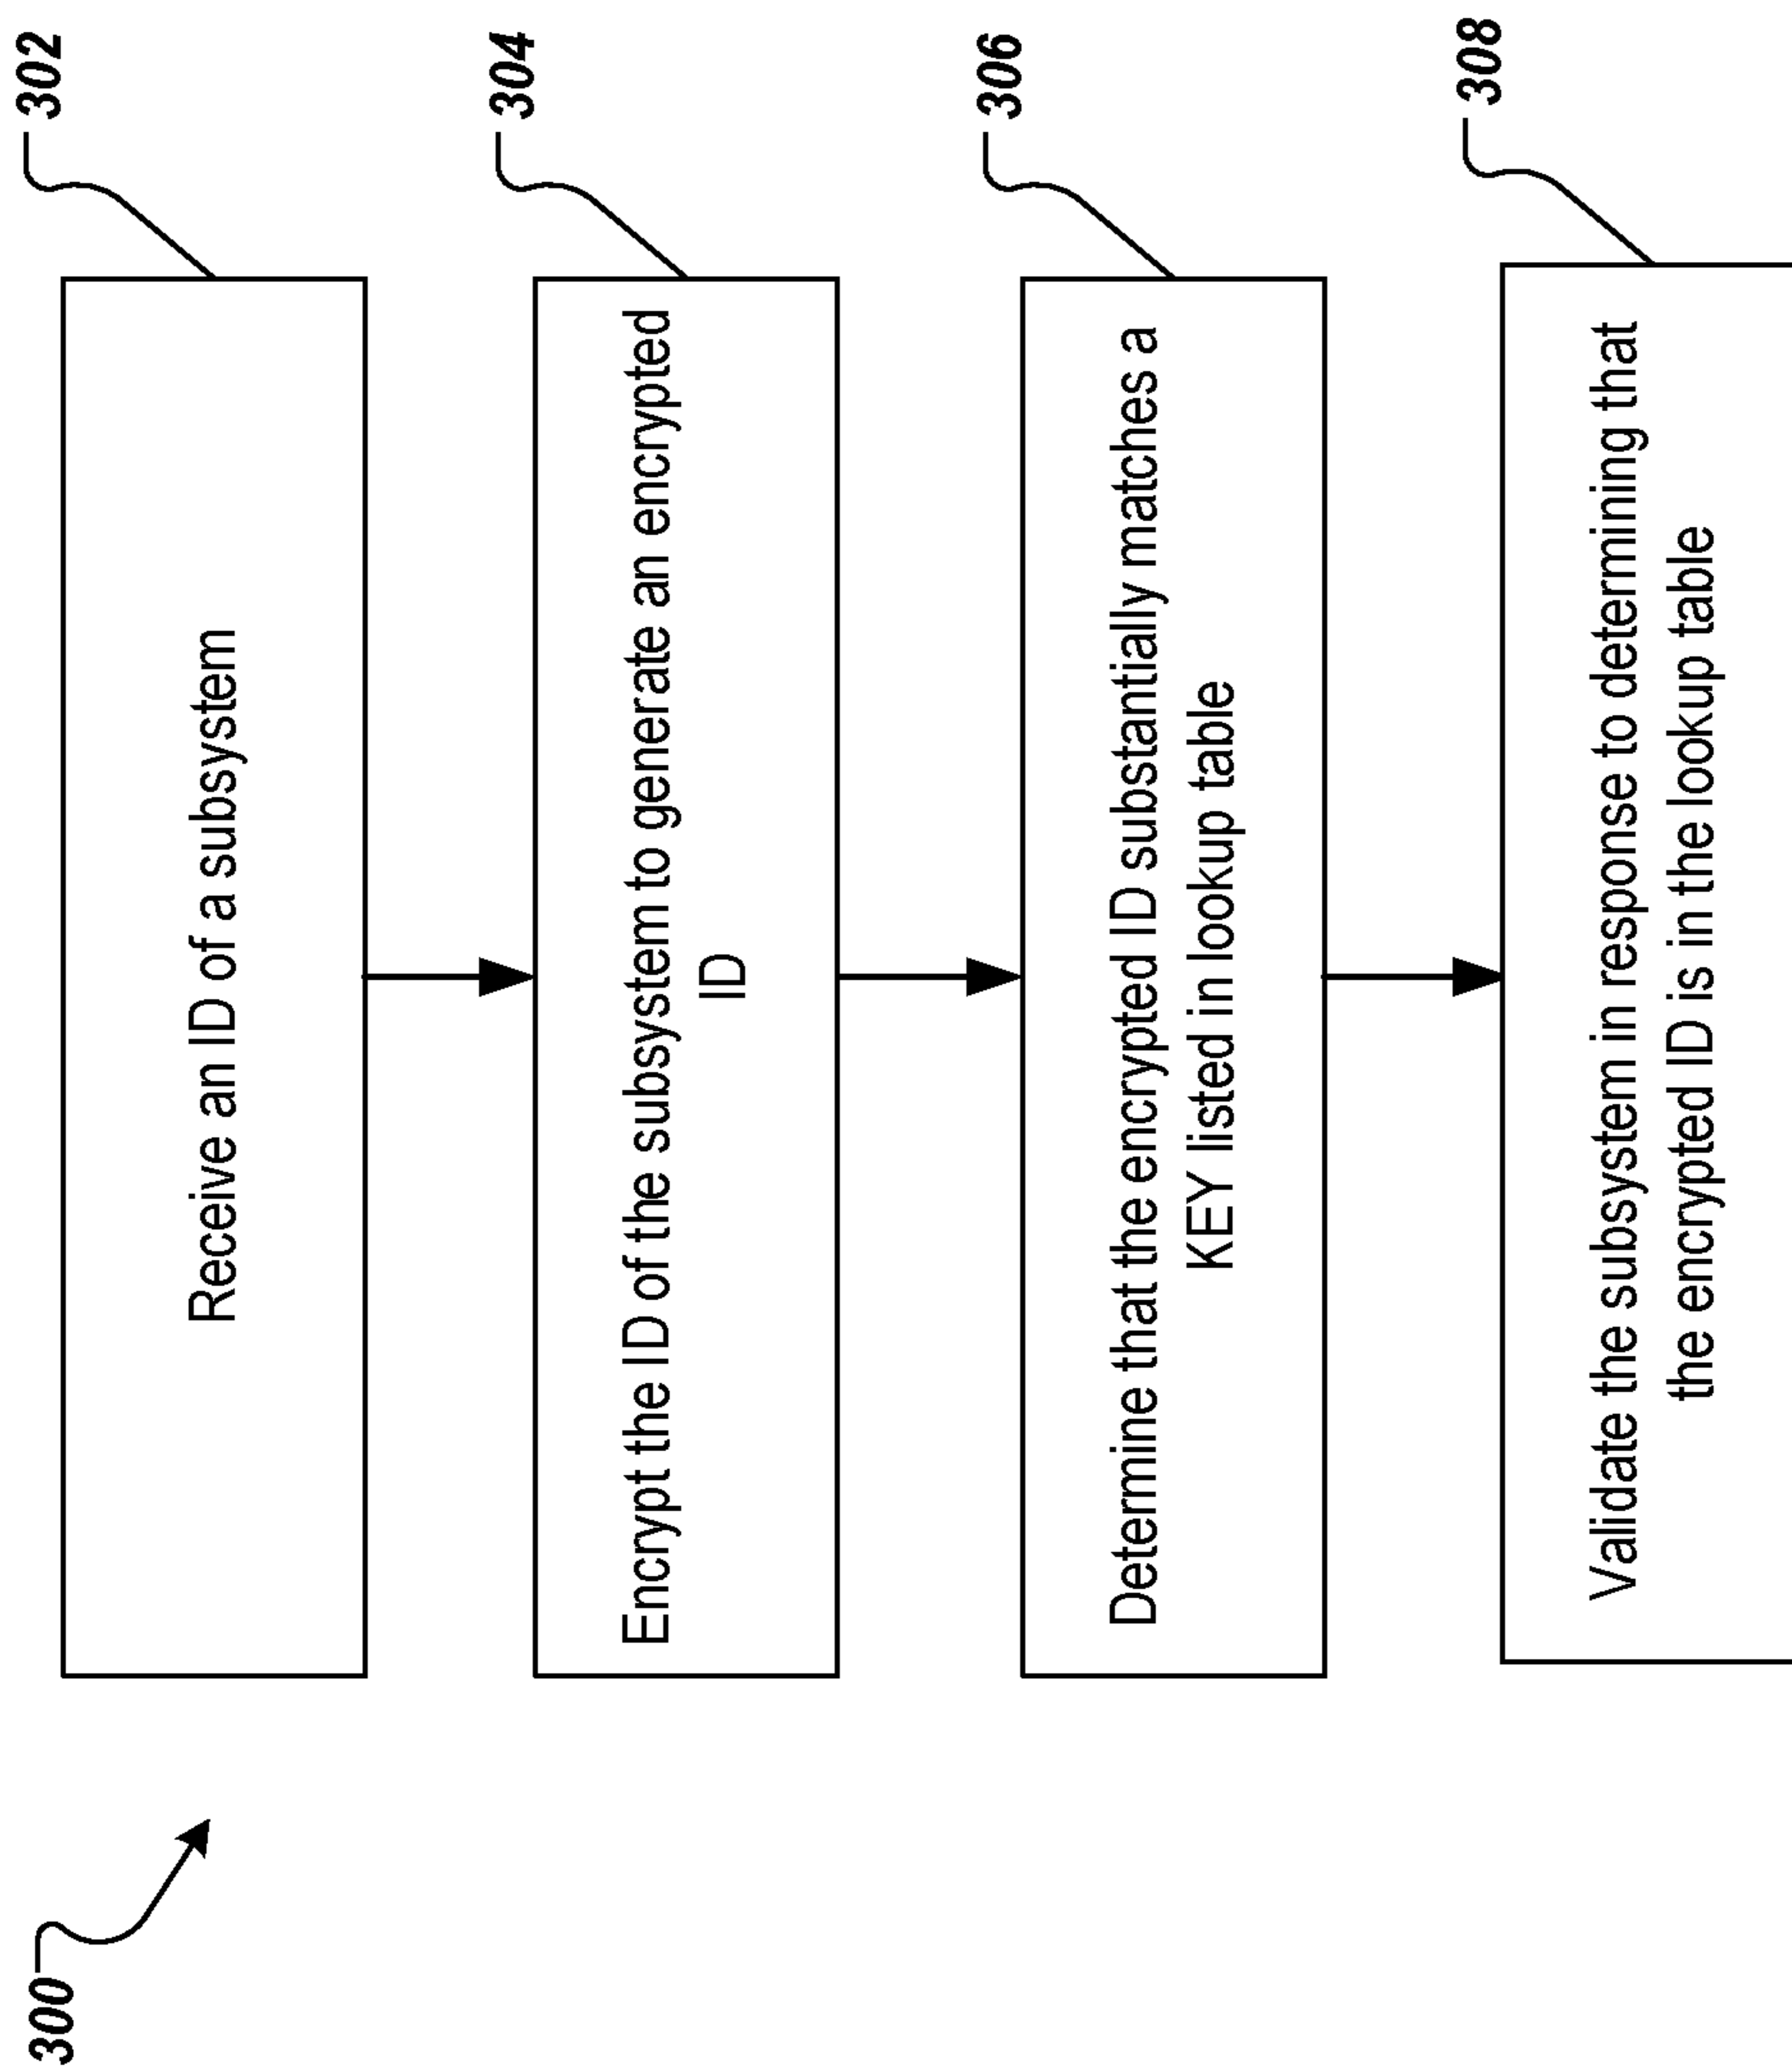 300
302
Receive an ID of a subsystem
304
Encrypt the ID of the subsystem to generate an encrypted
ID
306
Determine that the encrypted ID substantially matches a
KEY listed in lookup table
308
Validate the subsystem in response to determining that
the encrypted ID is in the lookup table